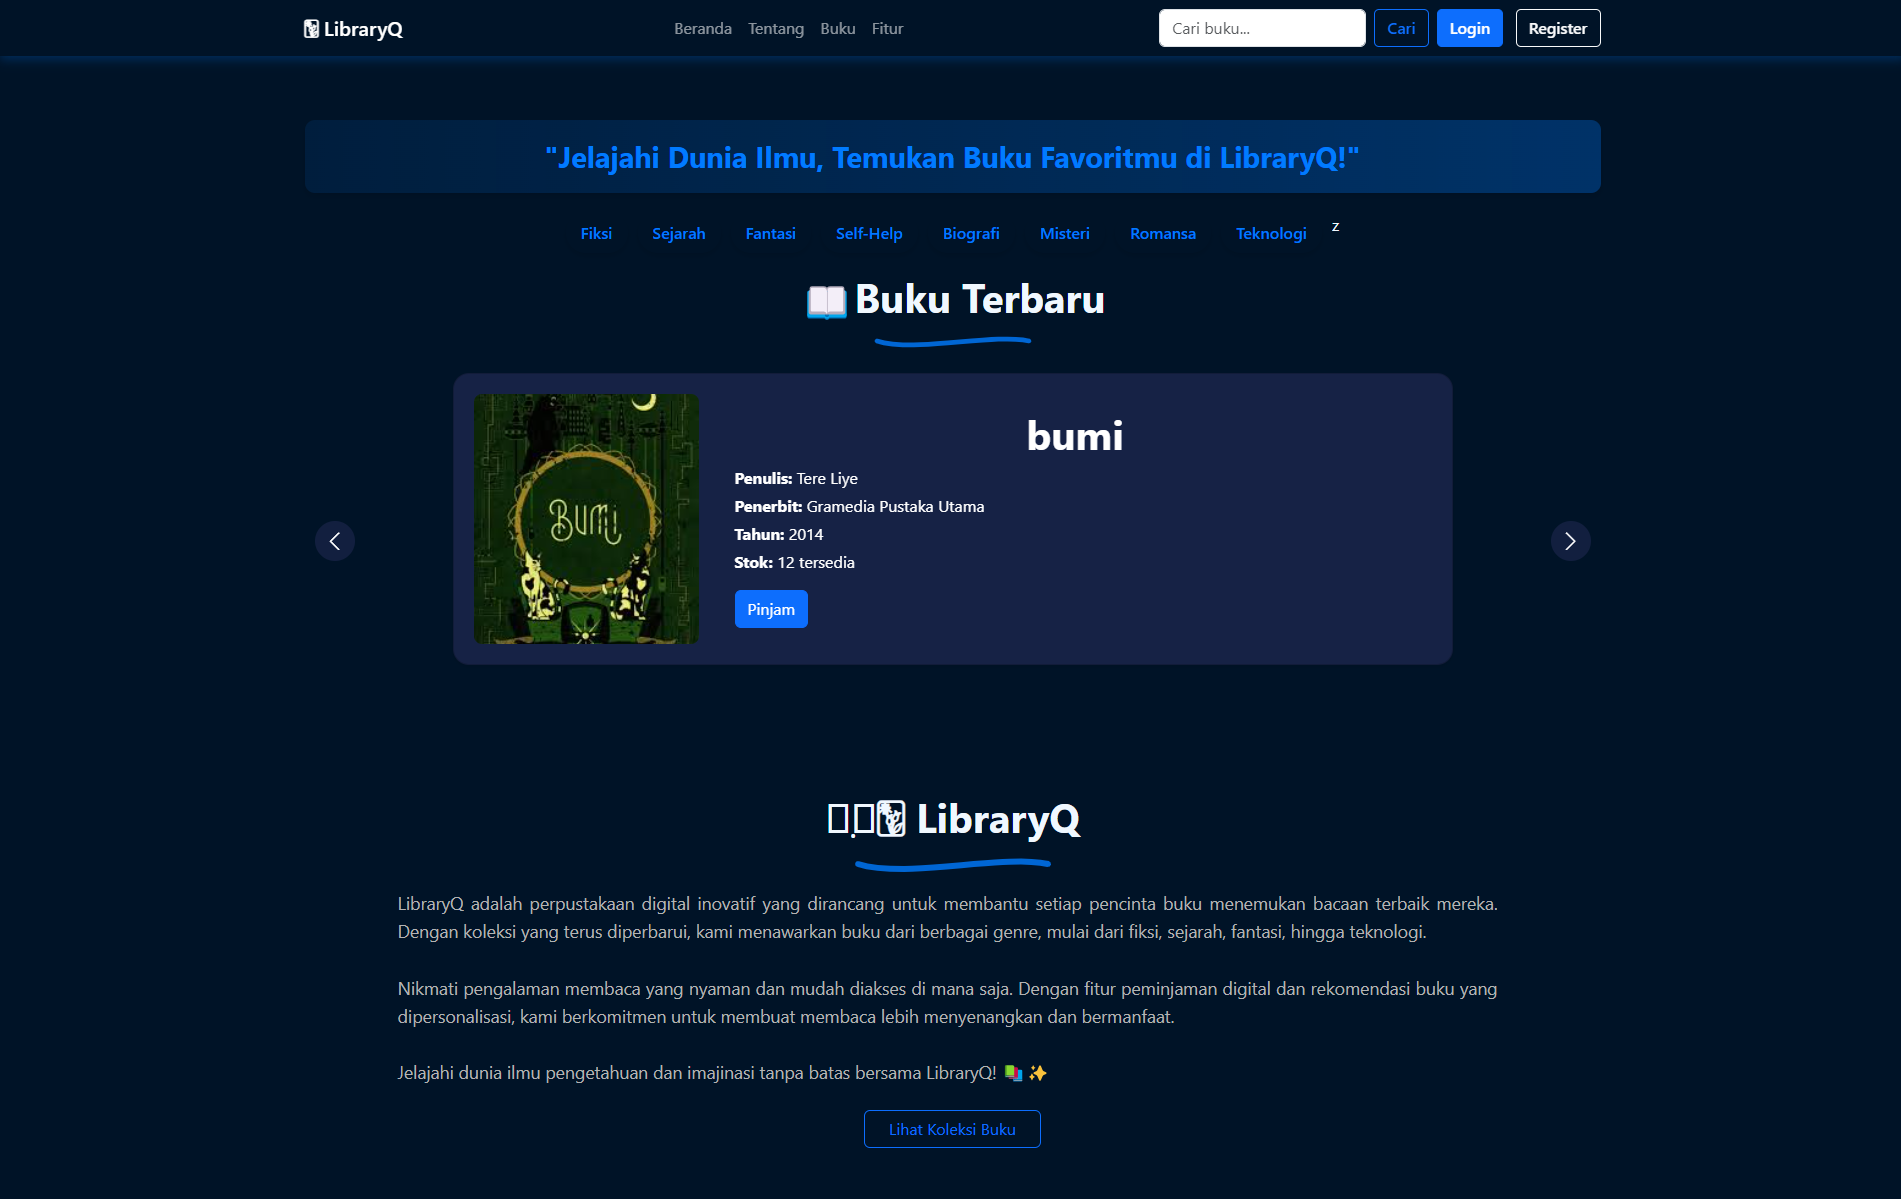 LibraryQ
Beranda Tentang Buku Fitur
Cari buku... Cari Login Register
"Jelajahi Dunia Ilmu, Temukan Buku Favoritmu di LibraryQ!"
Fiksi Sejarah Fantasi Self-Help Biografi Misteri Romansa Teknologi z
📖 Buku Terbaru
BUMI
bumi
Penulis: Tere Liye
Penerbit: Gramedia Pustaka Utama
Tahun: 2014
Stok: 12 tersedia
Pinjam
LibraryQ
LibraryQ adalah perpustakaan digital inovatif yang dirancang untuk membantu setiap pencinta buku menemukan bacaan terbaik mereka.
Dengan koleksi yang terus diperbarui, kami menawarkan buku dari berbagai genre, mulai dari fiksi, sejarah, fantasi, hingga teknologi.
Nikmati pengalaman membaca yang nyaman dan mudah diakses di mana saja. Dengan fitur peminjaman digital dan rekomendasi buku yang
dipersonalisasi, kami berkomitmen untuk membuat membaca lebih menyenangkan dan bermanfaat.
Jelajahi dunia ilmu pengetahuan dan imajinasi tanpa batas bersama LibraryQ! 📚 ✨
Lihat Koleksi Buku